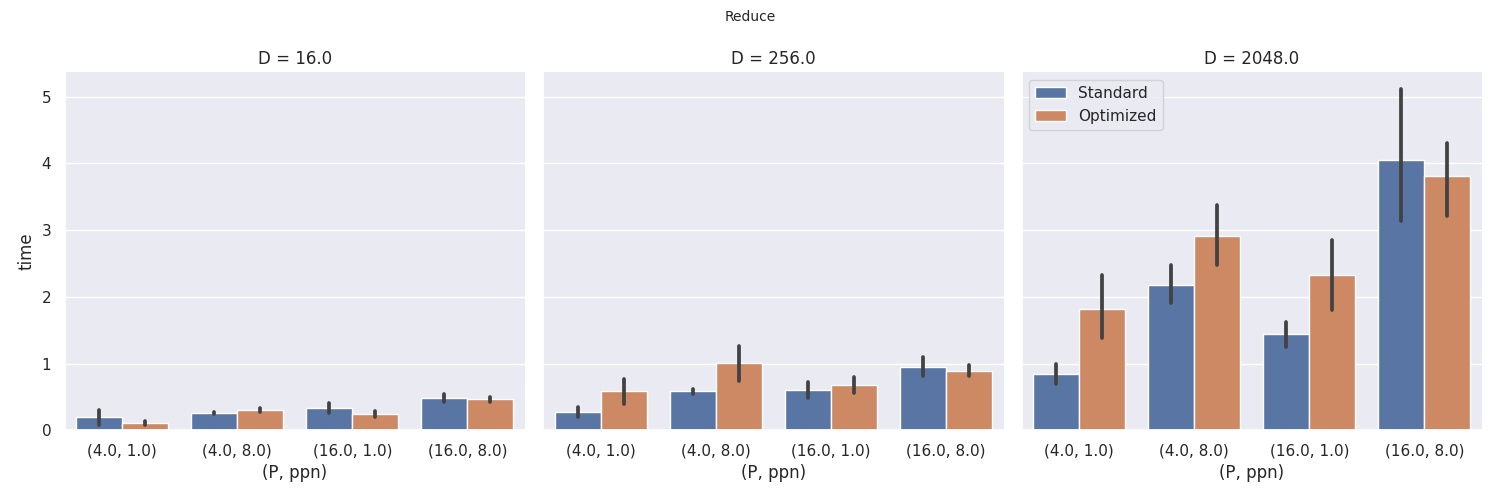 Reduce
D = 16.0
D = 256.0
D = 2048.0
Standard
Optimized
time
5
4
3
2
1
0
(4.0, 1.0) (4.0, 8.0) (16.0, 1.0) (16.0, 8.0)
(4.0, 1.0) (4.0, 8.0) (16.0, 1.0) (16.0, 8.0)
(4.0, 1.0) (4.0, 8.0) (16.0, 1.0) (16.0, 8.0)
(P, ppn)
(P, ppn)
(P, ppn)